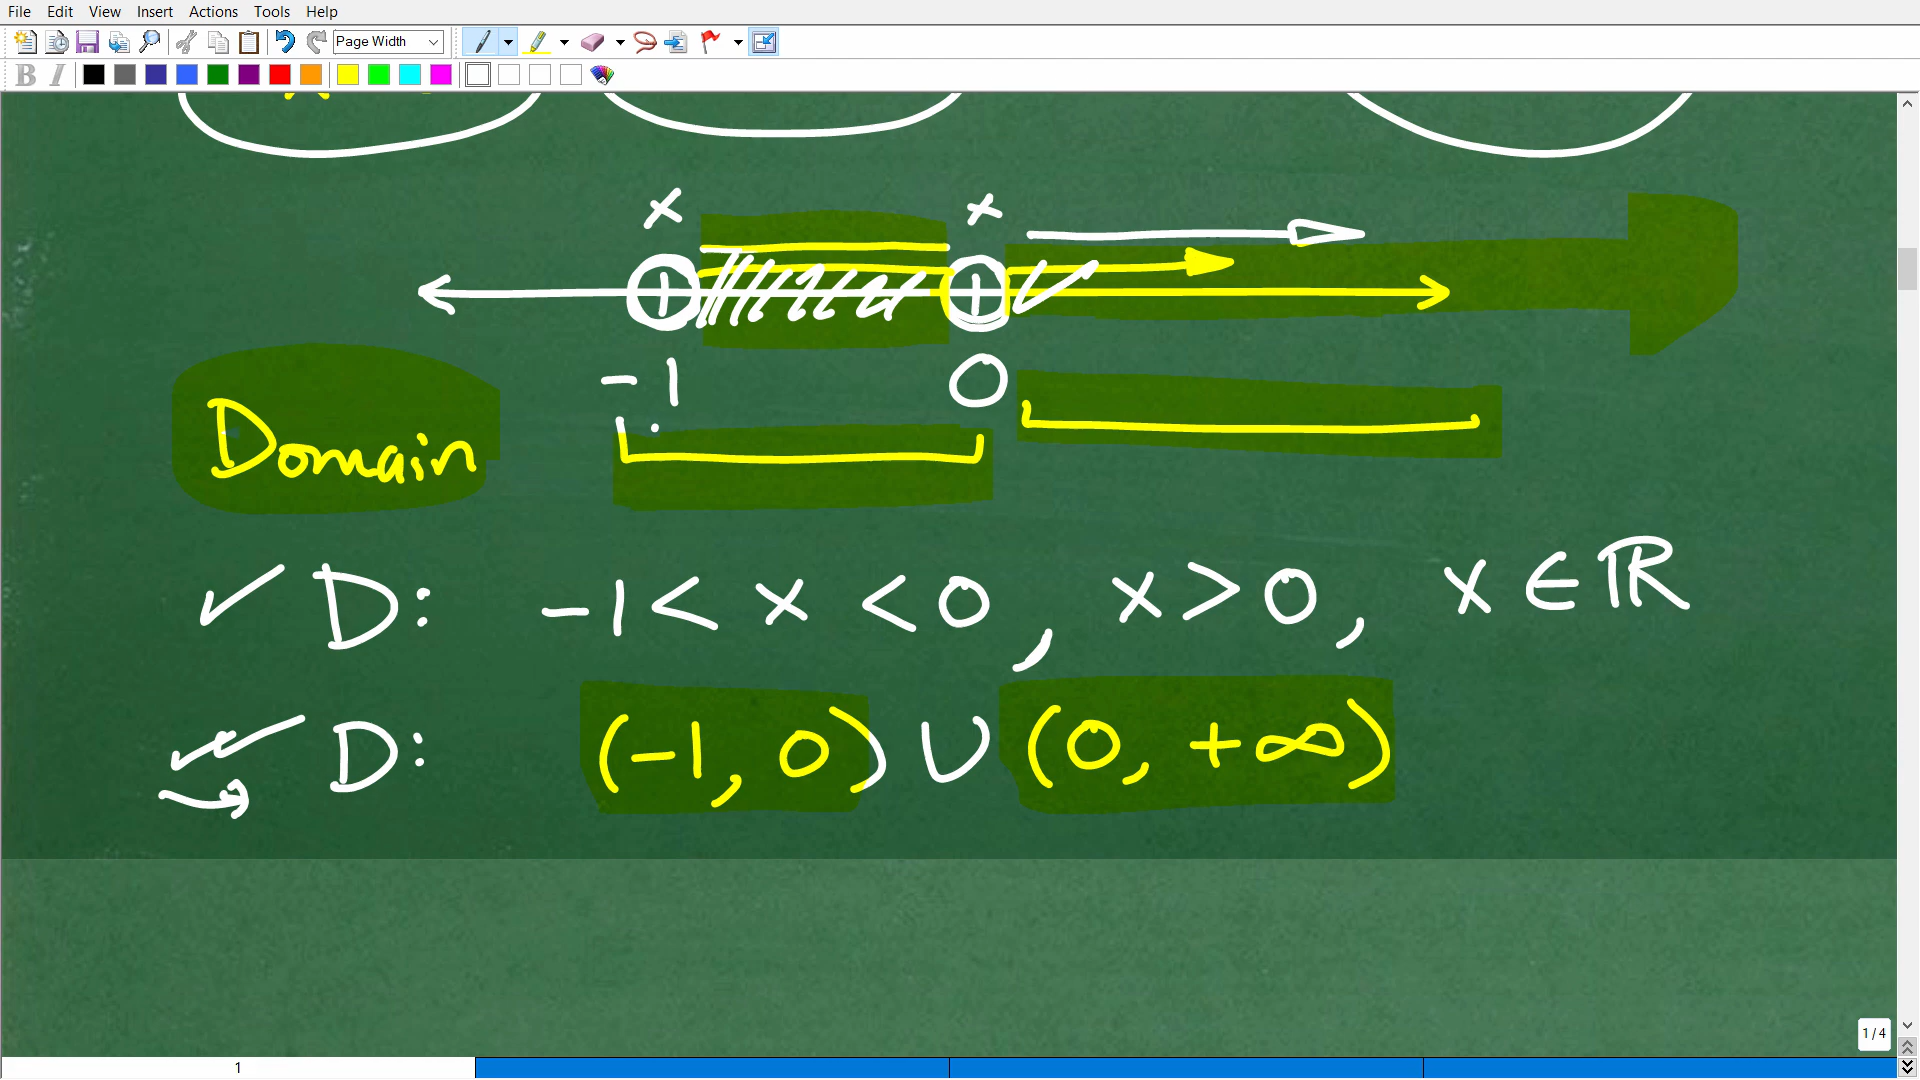 File Edit View Insert Actions Tools Help
Page Width
B I
x x
-1 0
Domain
✓ D: -1 < x < 0, x > 0, x ∈ ℝ
D: (-1, 0) ∪ (0, +∞)
1 / 4
1